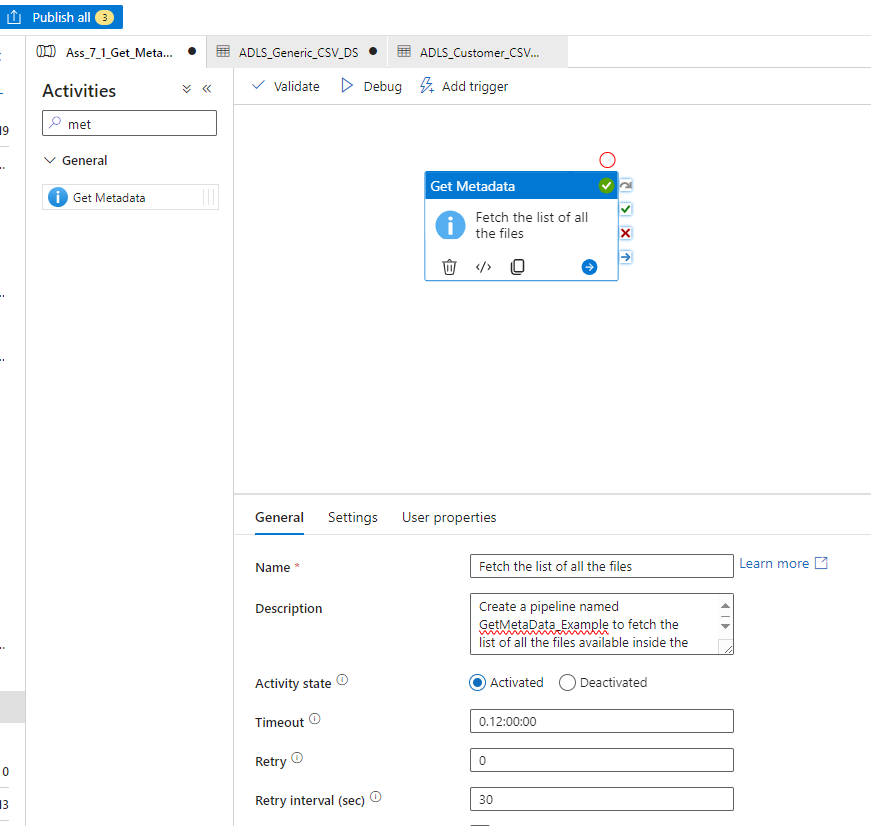 Publish all 3
Ass_7_1_Get_Meta...
ADLS_Generic_CSV_DS
ADLS_Customer_CSV...
Activities
Validate
Debug
Add trigger
met
General
Get Metadata
Get Metadata
Fetch the list of all
the files
General
Settings
User properties
Name *
Fetch the list of all the files
Learn more
Description
Create a pipeline named
GetMetaData_Example to fetch the
list of all the files available inside the
Activity state
Activated
Deactivated
Timeout
0.12:00:00
Retry
0
Retry interval (sec)
30